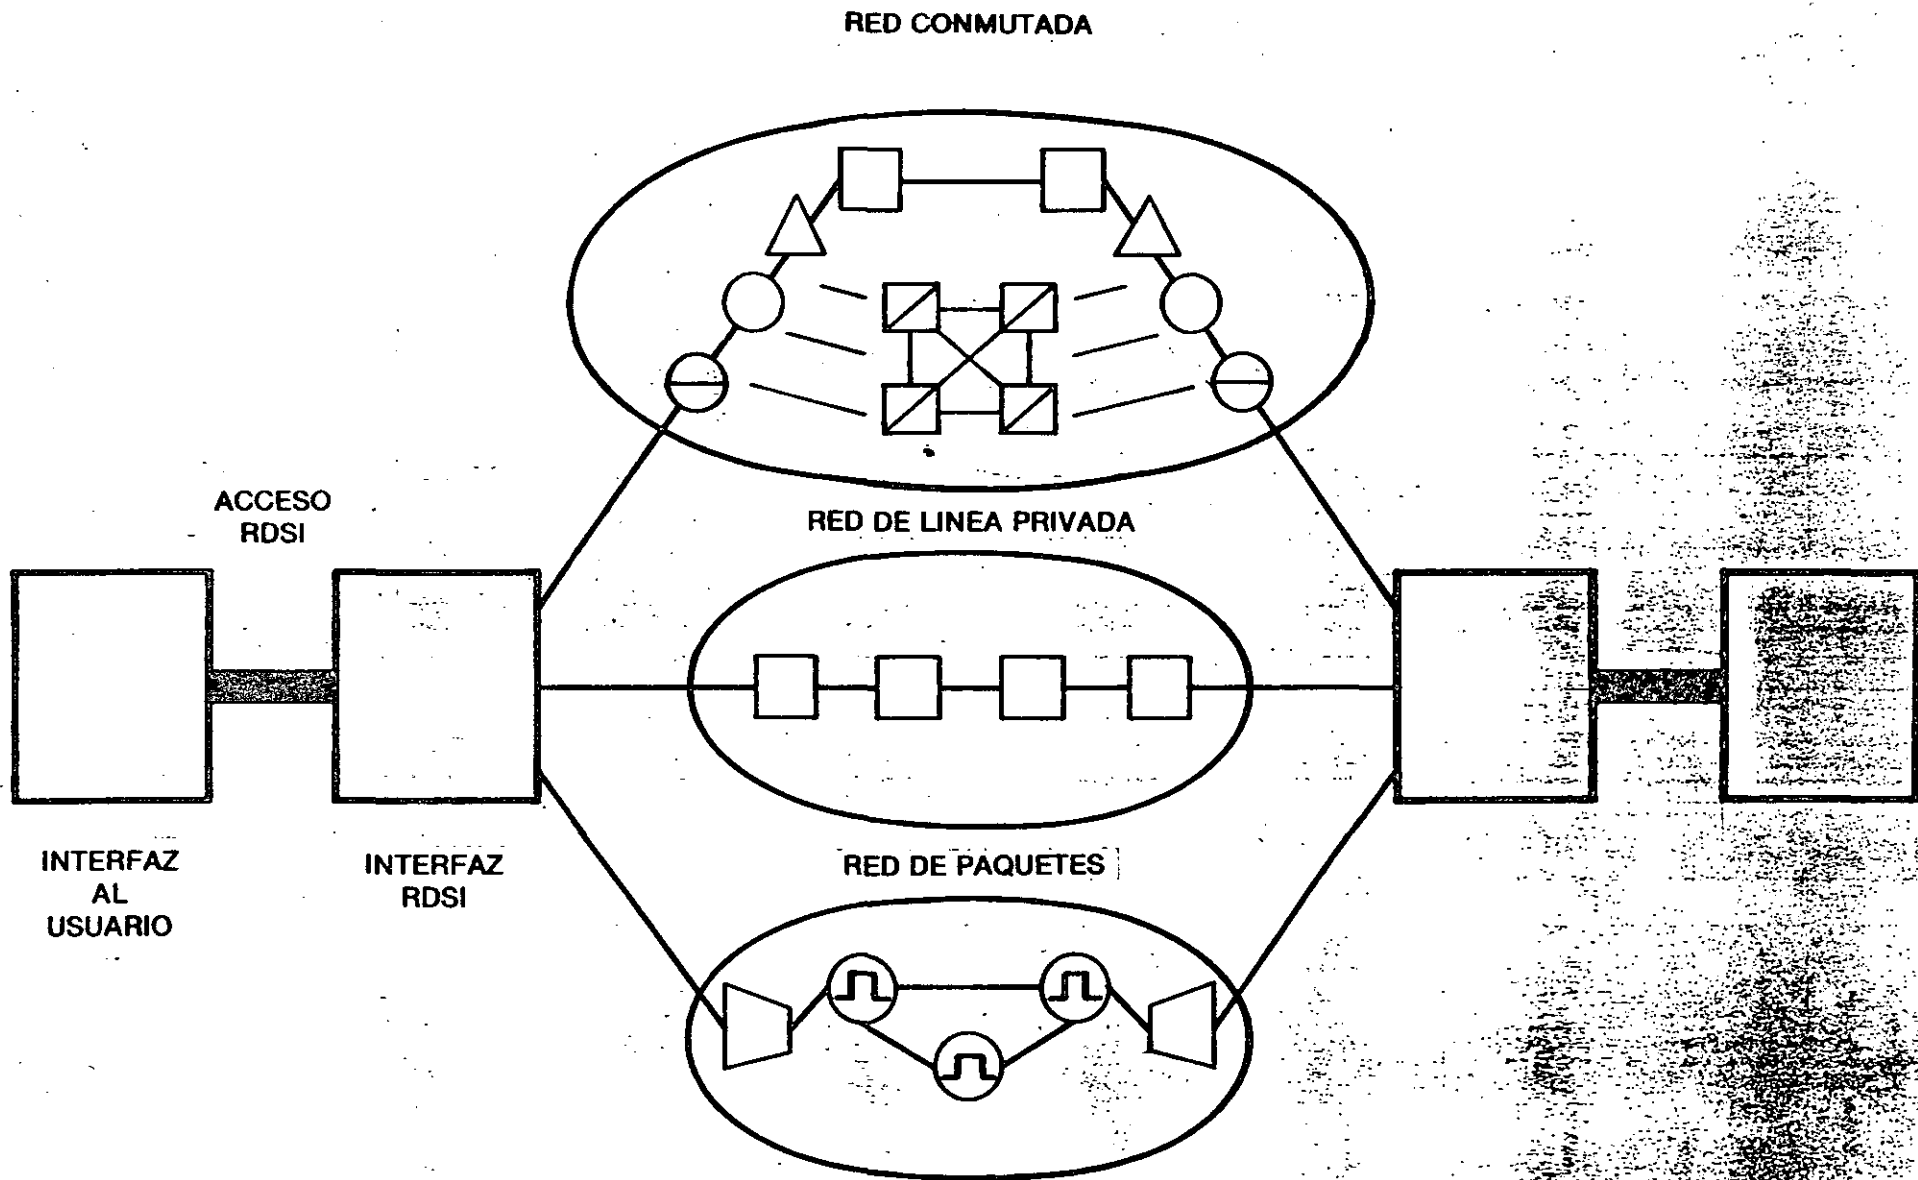 RED CONMUTADA
ACCESO
RDSI
RED DE LINEA PRIVADA
INTERFAZ
AL
USUARIO
INTERFAZ
RDSI
RED DE PAQUETES